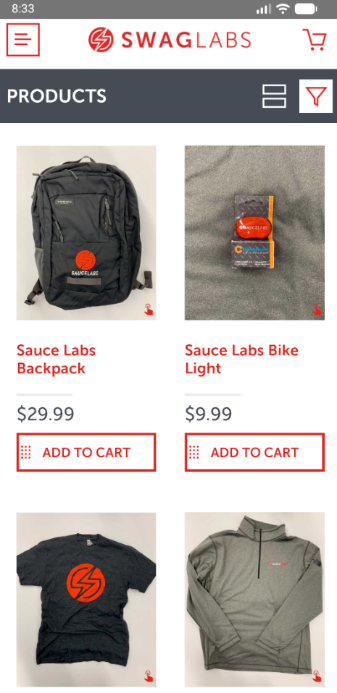 8:33
SWAGLABS
PRODUCTS
SAUCELABS
Sauce Labs
Backpack
Sauce Labs Bike
Light
$29.99
$9.99
ADD TO CART
ADD TO CART